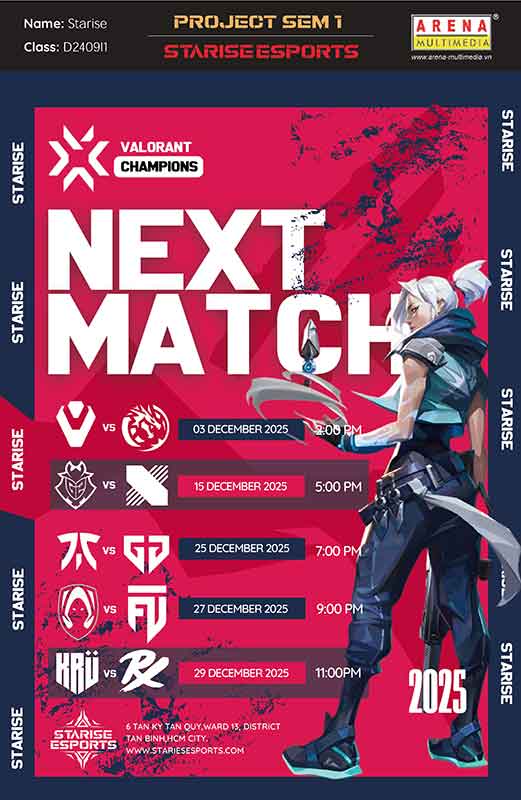 Name: Starise
Class: D2409I1
PROJECT SEM 1
STARISE ESPORTS
ARENA
MULTIMEDIA
®
www.arena-multimedia.vn
VALORANT
CHAMPIONS
NEXT
MATCH
VS
03 DECEMBER 2025
2:00 PM
VS
15 DECEMBER 2025
5:00 PM
VS
25 DECEMBER 2025
7:00 PM
VS
27 DECEMBER 2025
9:00 PM
KRÜ
VS
29 DECEMBER 2025
11:00PM
2025
STARISE
ESPORTS
6 TAN KY TAN QUY,WARD 13, DISTRICT
TAN BINH,HCM CITY.
WWW.STARIESESPORTS.COM
STARISE
STARISE
STARISE
STARISE
STARISE
STARISE
STARISE
STARISE
STARISE